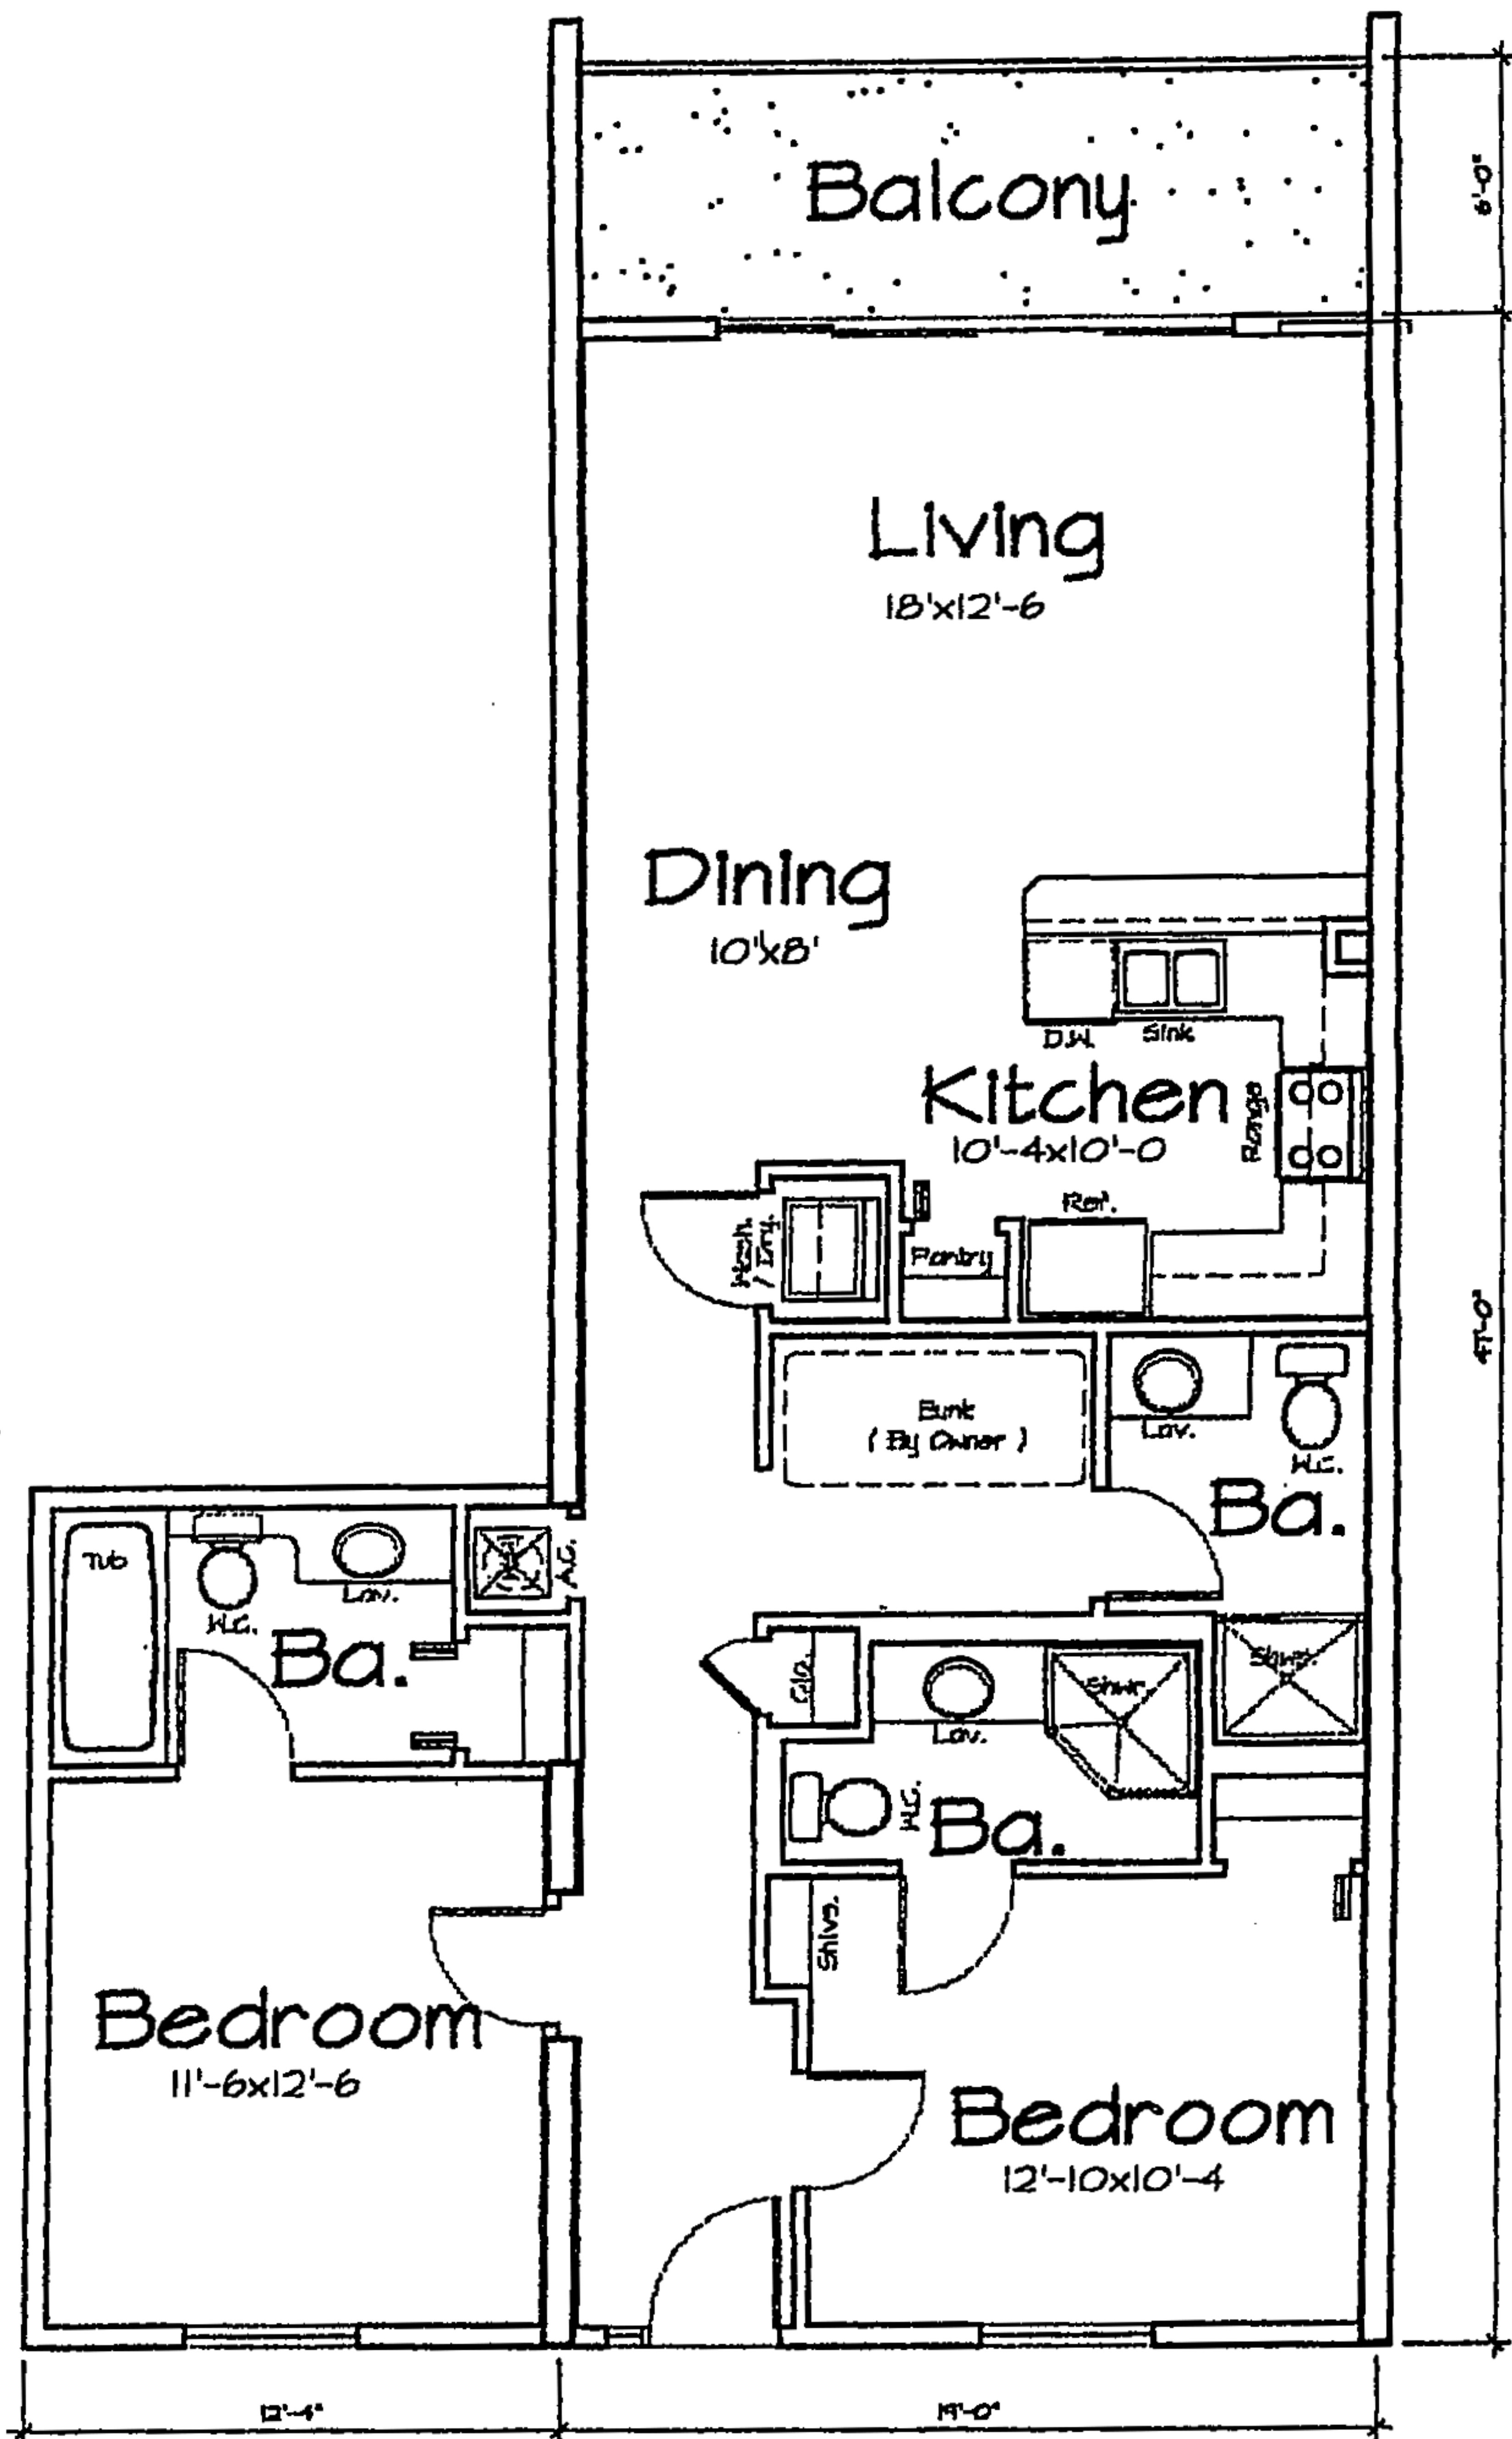 Balcony
6'-0"
Living
18'x12'-6
Dining
10'x8'
D.W.
Sink
Kitchen
10'-4x10'-0
Range
Ref.
Wash.
/ Dry.
Pantry
47'-0"
Bunk
( By Owner )
Lav.
W.C.
Ba.
Tub
W.C.
Lav.
Ba.
A.C.
Clo.
Lav.
Shwr.
Shwr.
W.C.
Ba.
Shlvs.
Bedroom
11'-6x12'-6
Bedroom
12'-10x10'-4
12'-4"
19'-0"